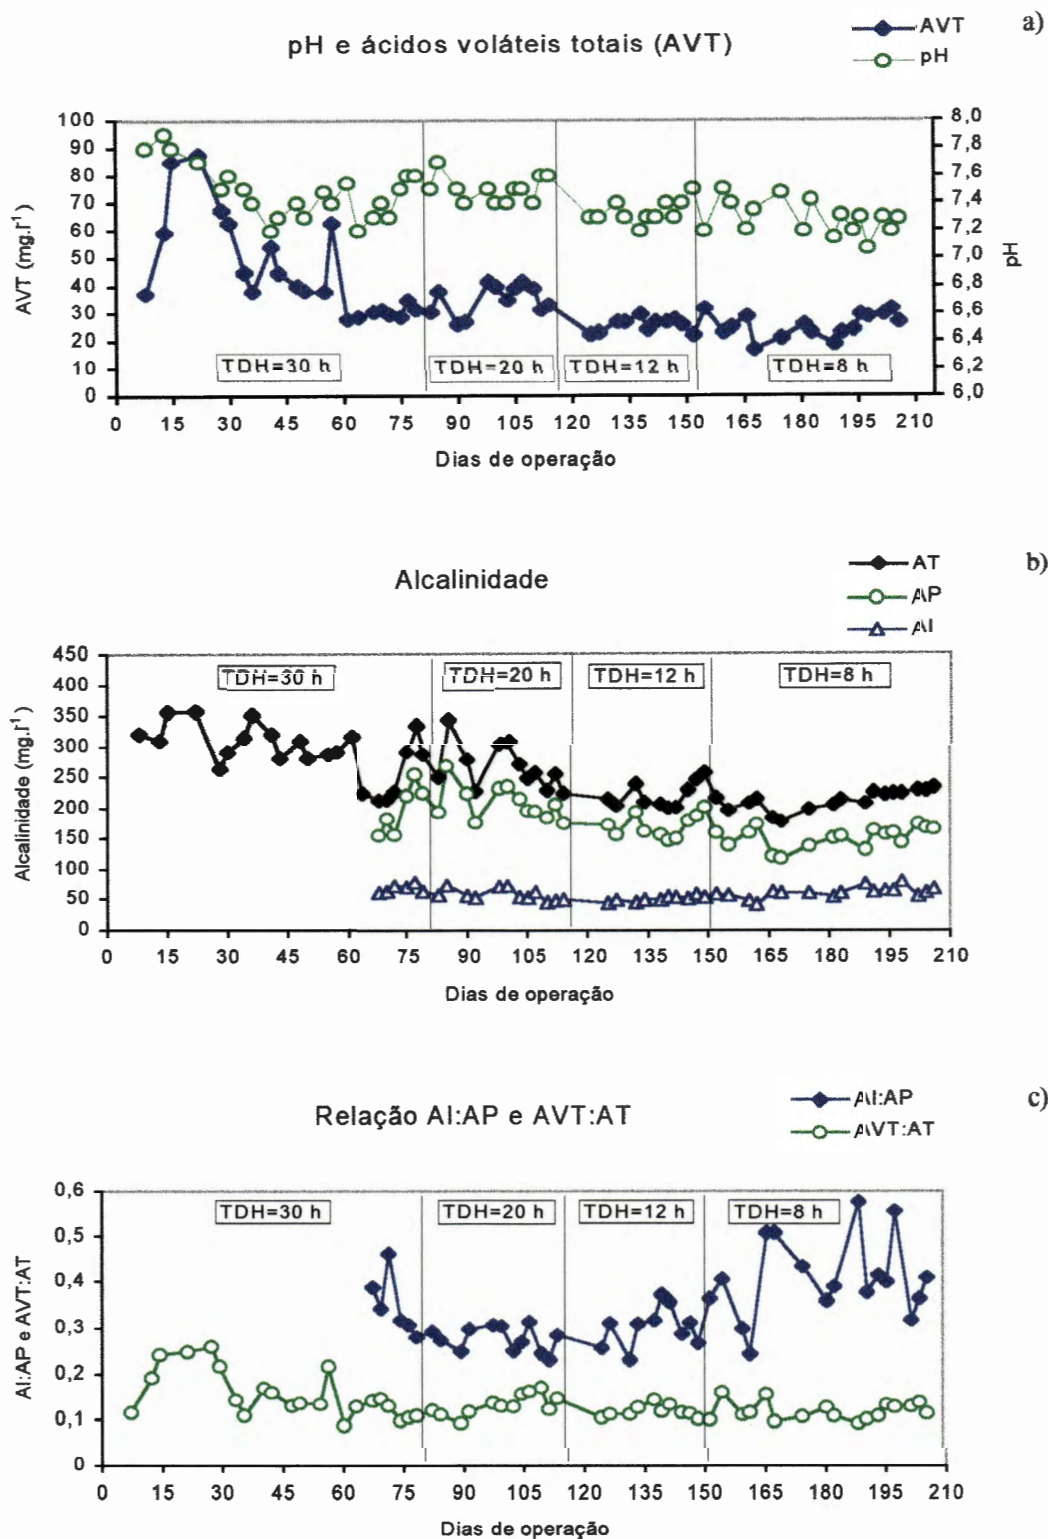 a)
pH e ácidos voláteis totais (AVT)
AVT
pH
100
90
80
70
60
50
40
30
20
10
0
AVT (mg.l¹)
8,0
7,8
7,6
7,4
7,2
7,0
6,8
6,6
6,4
6,2
6,0
pH
TDH=30 h
TDH=20 h
TDH=12 h
TDH=8 h
0 15 30 45 60 75 90 105 120 135 150 165 180 195 210
Dias de operação
b)
Alcalinidade
AT
AP
AI
450
400
350
300
250
200
150
100
50
0
Alcalinidade (mg.l¹)
TDH=30 h
TDH=20 h
TDH=12 h
TDH=8 h
0 15 30 45 60 75 90 105 120 135 150 165 180 195 210
Dias de operação
c)
Relação AI:AP e AVT:AT
AI:AP
AVT:AT
0,6
0,5
0,4
0,3
0,2
0,1
0
AI:AP e AVT:AT
TDH=30 h
TDH=20 h
TDH=12 h
TDH=8 h
0 15 30 45 60 75 90 105 120 135 150 165 180 195 210
Dias de operação